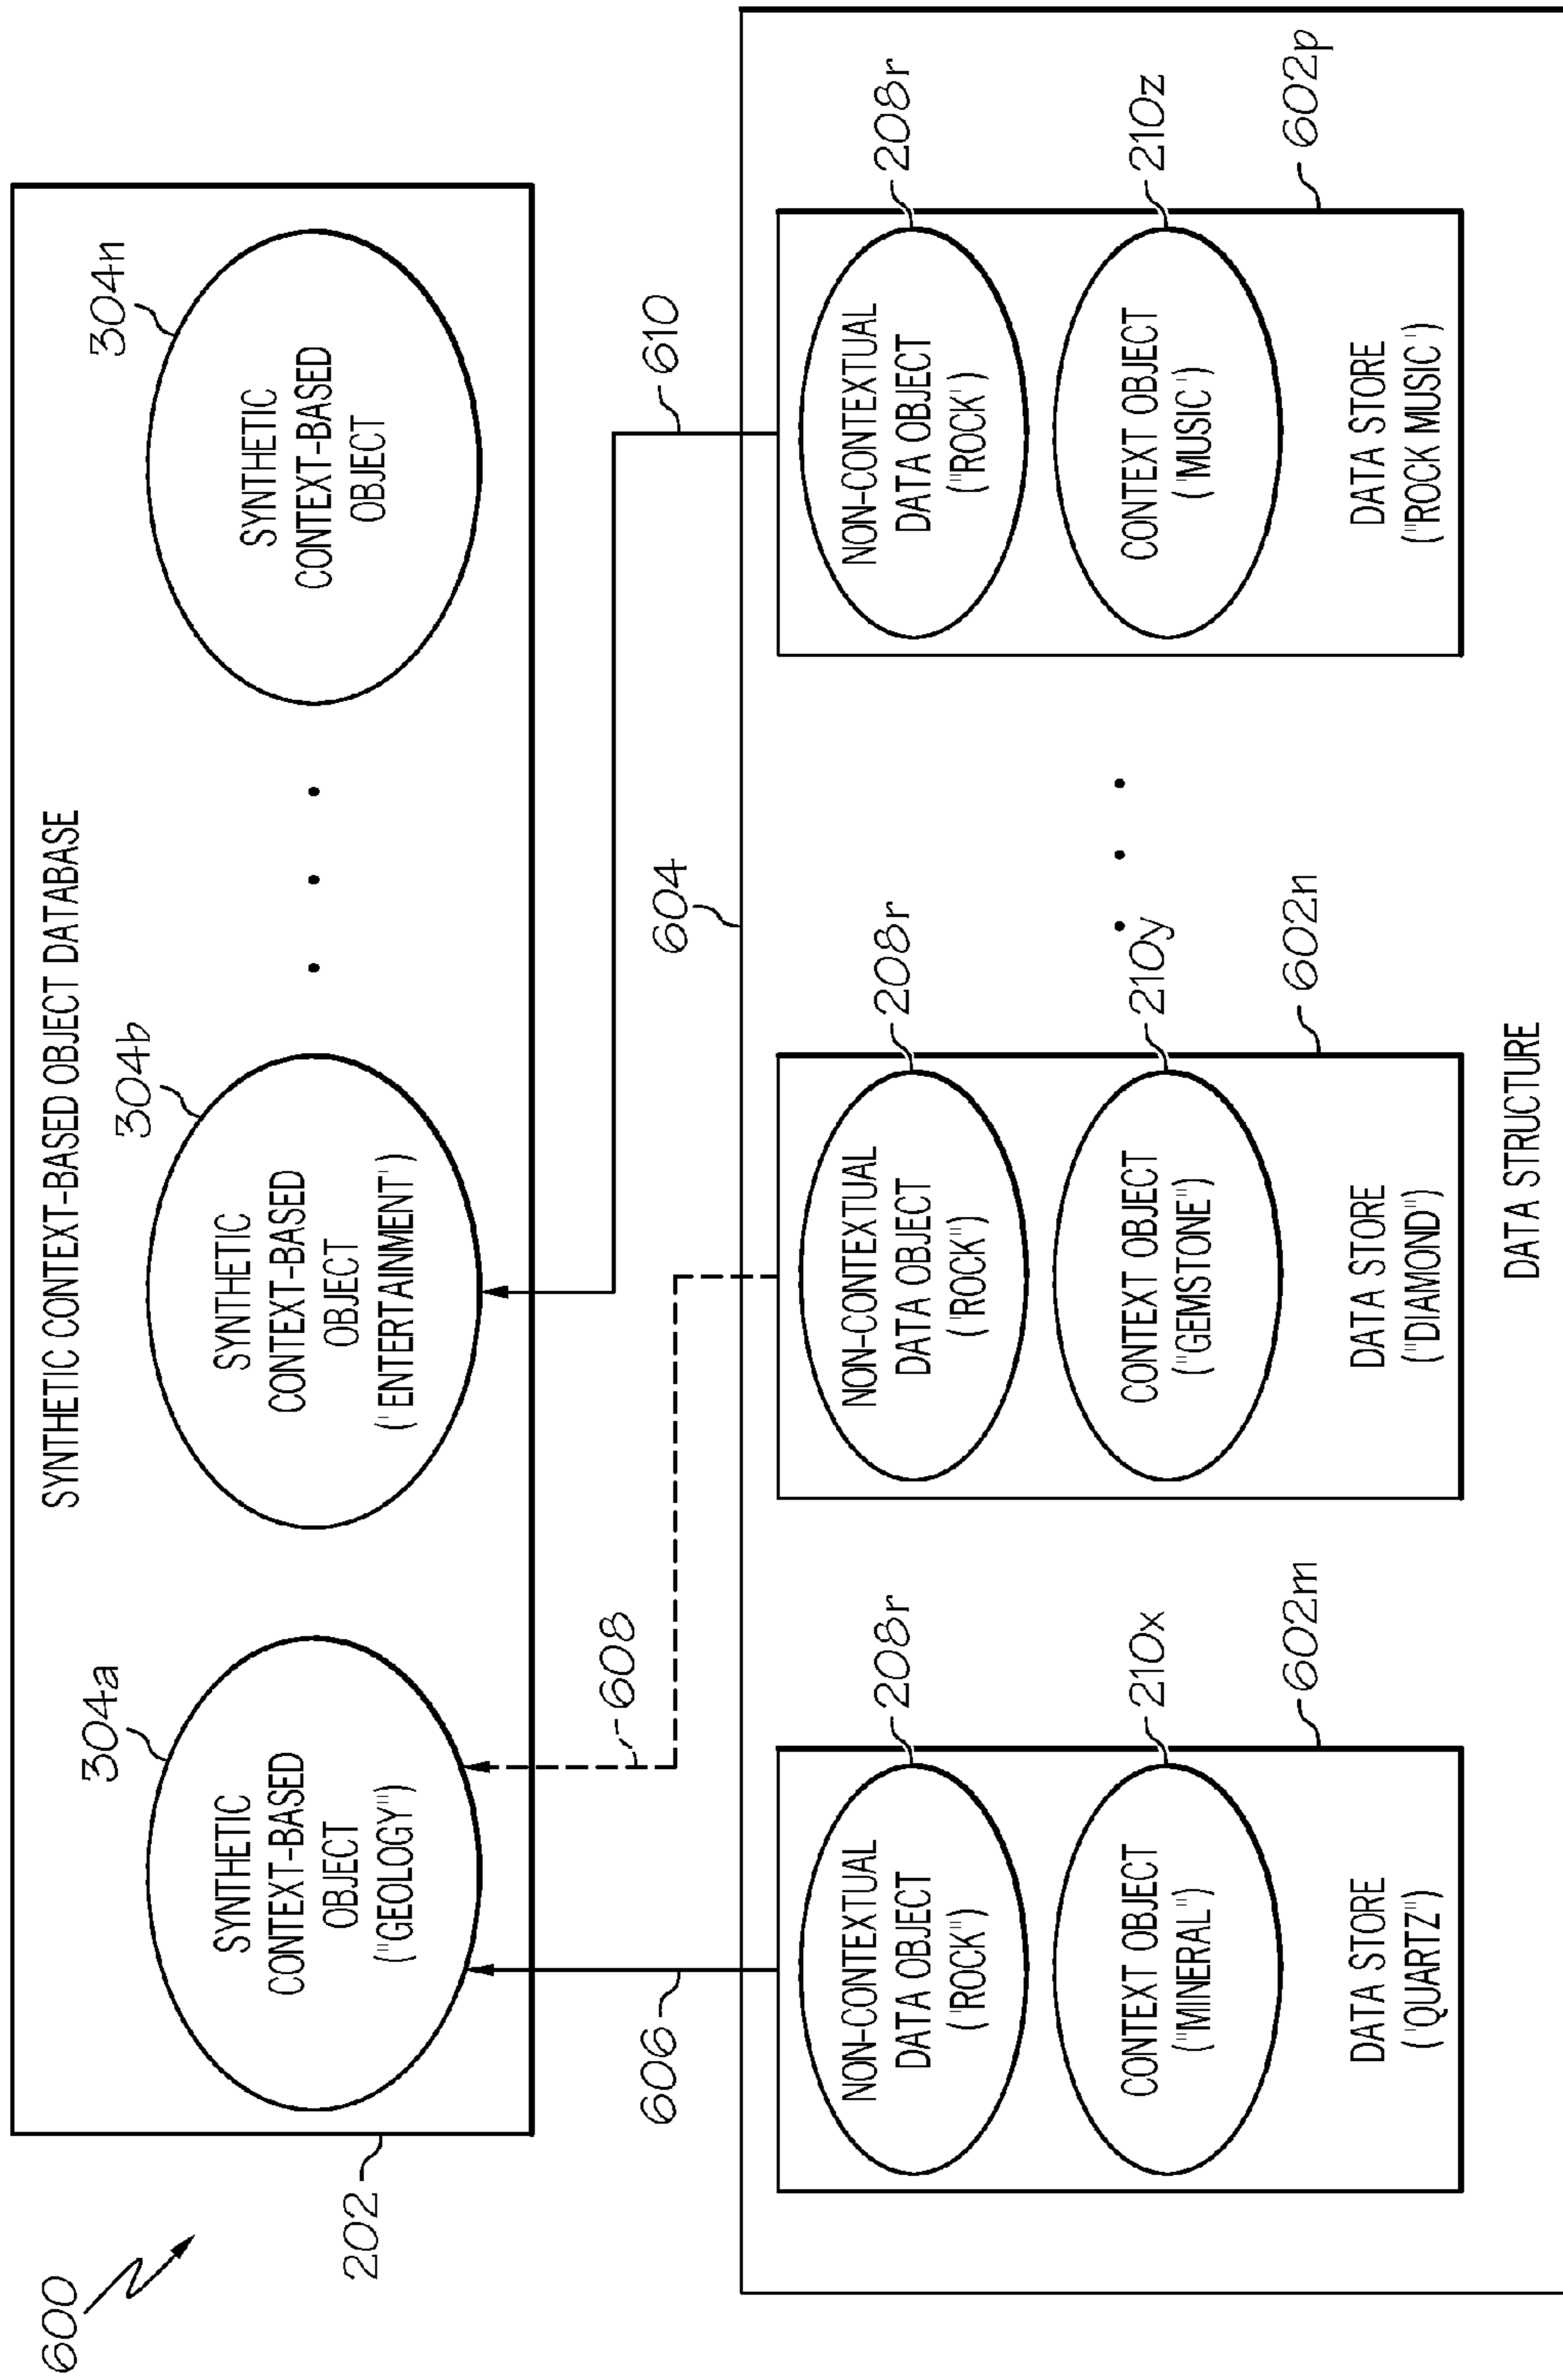 600
202
SYNTHETIC CONTEXT-BASED OBJECT DATABASE
304a
SYNTHETIC
CONTEXT-BASED
OBJECT
("GEOLOGY")
304b
SYNTHETIC
CONTEXT-BASED
OBJECT
("ENTERTAINMENT")
304n
SYNTHETIC
CONTEXT-BASED
OBJECT
606
608
604
610
NON-CONTEXTUAL
DATA OBJECT
("ROCK")
208r
CONTEXT OBJECT
("MINERAL")
210x
DATA STORE
("QUARTZ")
602m
NON-CONTEXTUAL
DATA OBJECT
("ROCK")
208r
CONTEXT OBJECT
("GEMSTONE")
210y
DATA STORE
("DIAMOND")
602n
NON-CONTEXTUAL
DATA OBJECT
("ROCK")
208r
CONTEXT OBJECT
("MUSIC")
210z
DATA STORE
("ROCK MUSIC")
602p
DATA STRUCTURE